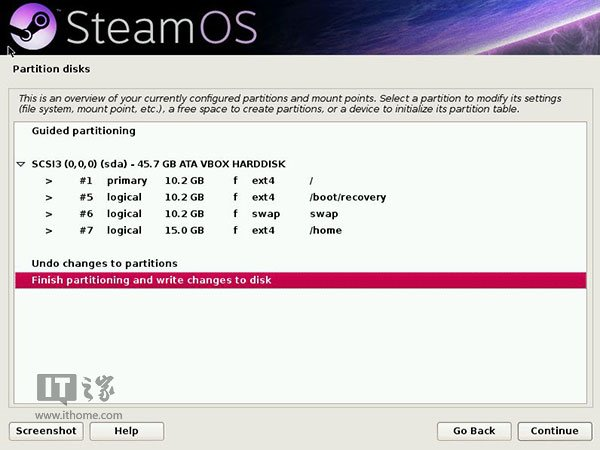 SteamOS
Partition disks
This is an overview of your currently configured partitions and mount points. Select a partition to modify its settings
(file system, mount point, etc.), a free space to create partitions, or a device to initialize its partition table.
Guided partitioning
SCSI3 (0,0,0) (sda) - 45.7 GB ATA VBOX HARDDISK
> #1 primary 10.2 GB f ext4 /
> #5 logical 10.2 GB f ext4 /boot/recovery
> #6 logical 10.2 GB f swap swap
> #7 logical 15.0 GB f ext4 /home
Undo changes to partitions
Finish partitioning and write changes to disk
IT之家
www.ithome.com
Screenshot Help Go Back Continue